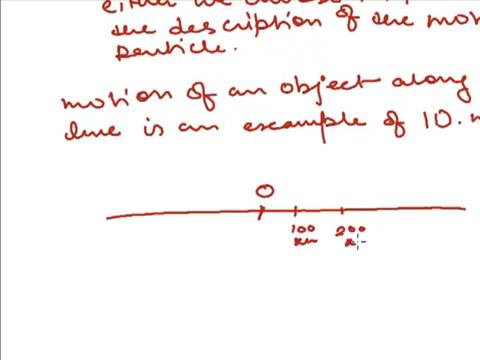 the description of the mot
Particle.
motion of an object along
line is an example of 1D. m
O
100 200
km